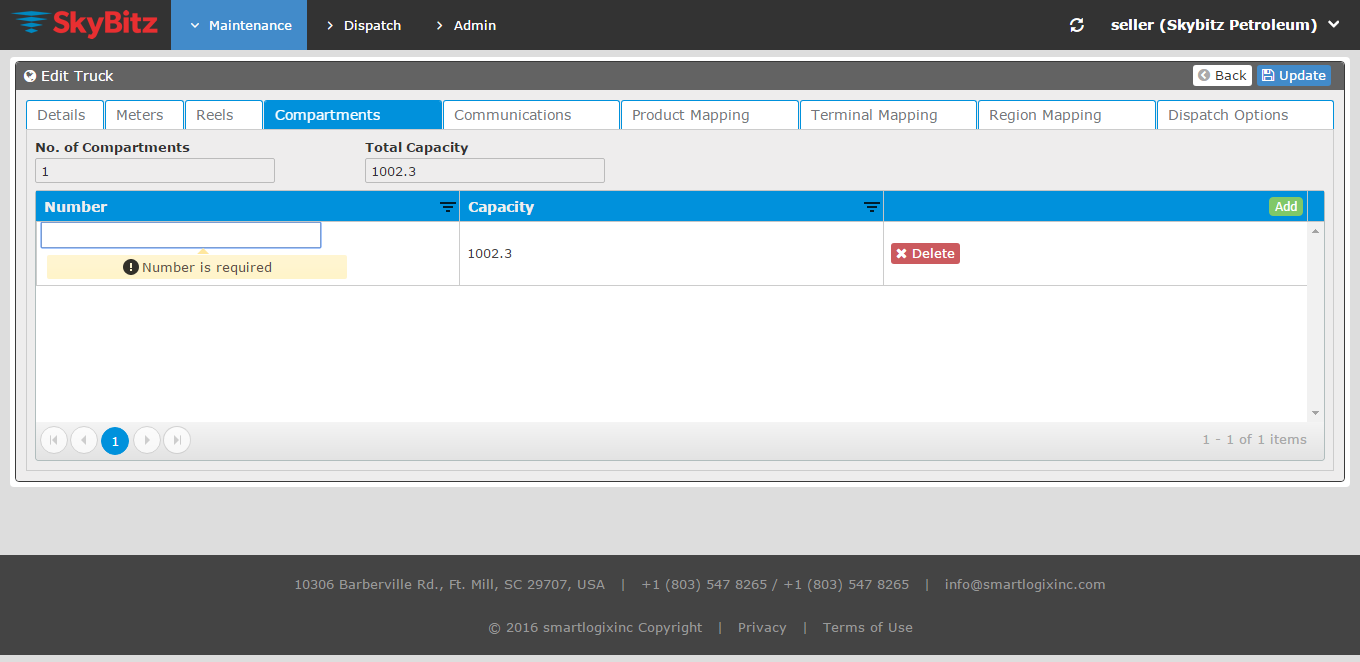 SkyBitz Maintenance Dispatch Admin seller (Skybitz Petroleum)
Edit Truck Back Update
Details Meters Reels Compartments Communications Product Mapping Terminal Mapping Region Mapping Dispatch Options
No. of Compartments Total Capacity
1 1002.3
Number Capacity Add
1002.3 Delete
Number is required
1 1 - 1 of 1 items
10306 Barberville Rd., Ft. Mill, SC 29707, USA | +1 (803) 547 8265 / +1 (803) 547 8265 | info@smartlogixinc.com
© 2016 smartlogixinc Copyright | Privacy | Terms of Use